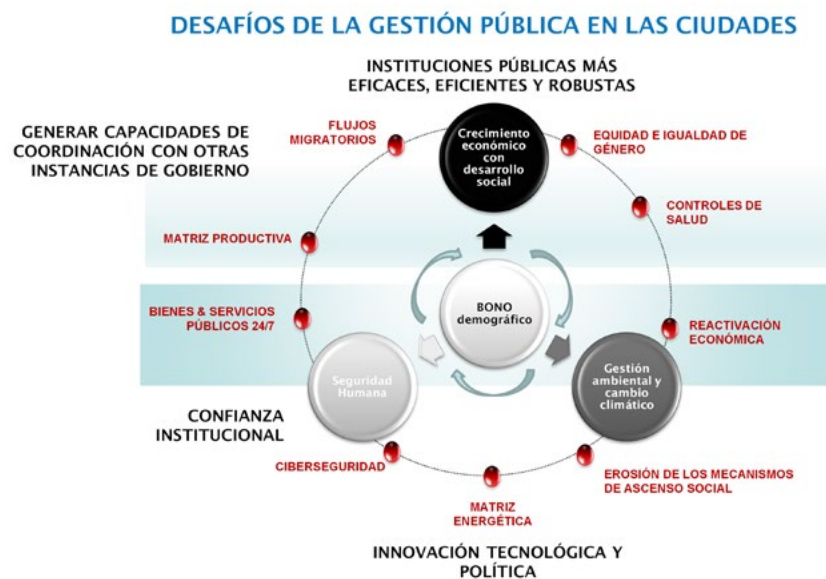 DESAFÍOS DE LA GESTIÓN PÚBLICA EN LAS CIUDADES
INSTITUCIONES PÚBLICAS MÁS
EFICACES, EFICIENTES Y ROBUSTAS
GENERAR CAPACIDADES DE
COORDINACIÓN CON OTRAS
INSTANCIAS DE GOBIERNO
FLUJOS
MIGRATORIOS
Crecimiento
económico
con
desarrollo
social
EQUIDAD E IGUALDAD DE
GÉNERO
CONTROLES DE
SALUD
MATRIZ PRODUCTIVA
BIENES & SERVICIOS
PÚBLICOS 24/7
BONO
demográfico
REACTIVACIÓN
ECONÓMICA
Seguridad
Humana
Gestión
ambiental y
cambio
climático
CONFIANZA
INSTITUCIONAL
CIBERSEGURIDAD
MATRIZ
ENERGÉTICA
EROSIÓN DE LOS MECANISMOS
DE ASCENSO SOCIAL
INNOVACIÓN TECNOLÓGICA Y
POLÍTICA